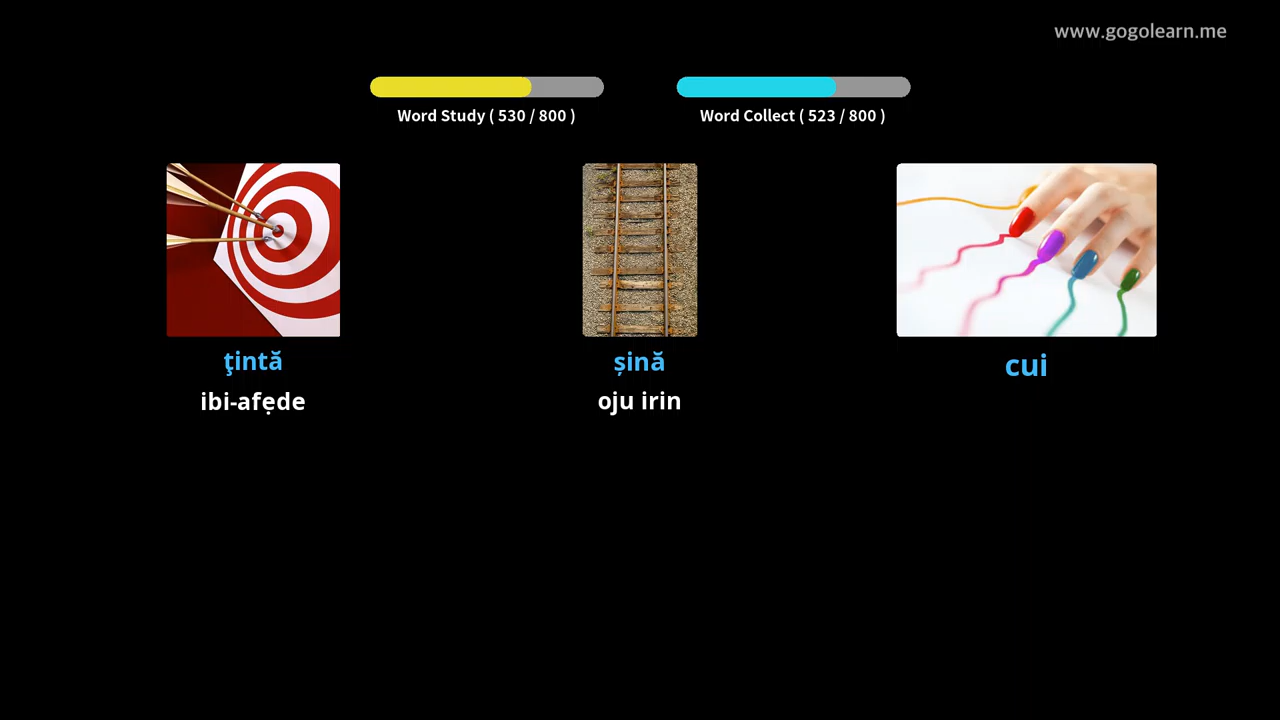 www.gogolearn.me
Word Study ( 530 / 800 )
Word Collect ( 523 / 800 )
ţintă
ibi-afẹde
șină
oju irin
cui